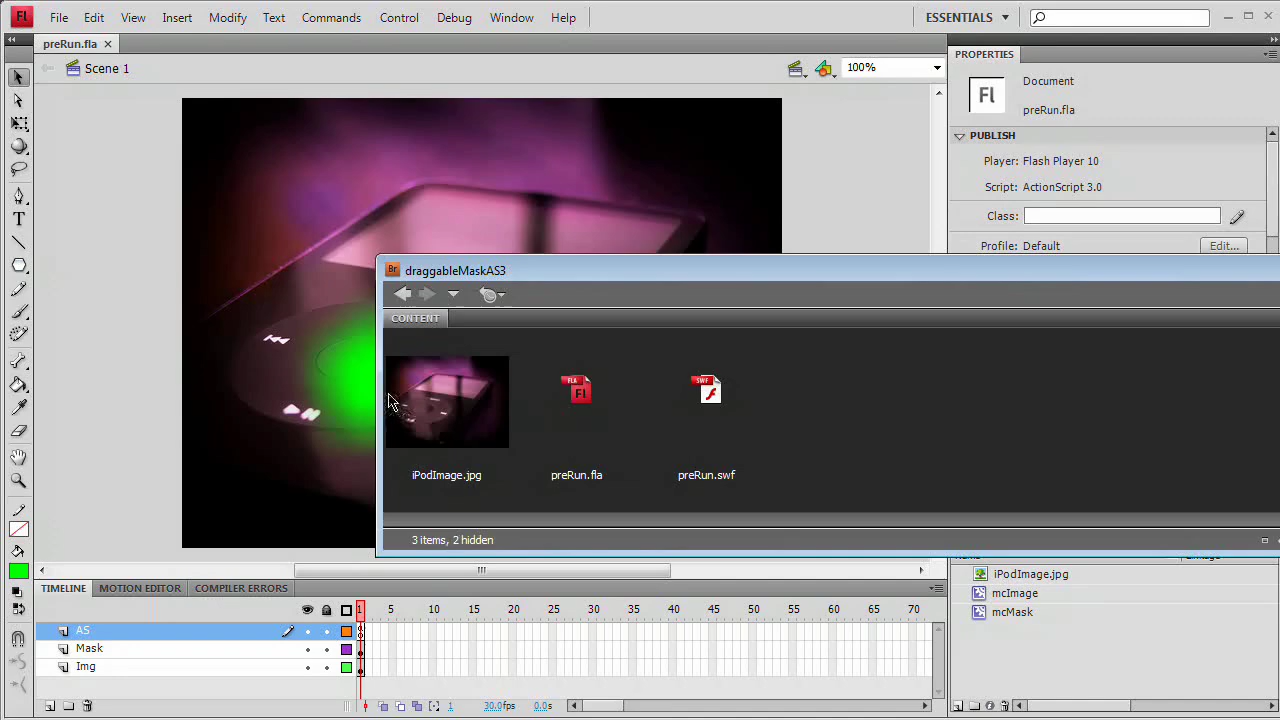 Fl File Edit View Insert Text Modify Commands Control Debug Window Help ESSENTIALS
preRun.fla
Scene 1 100%
PROPERTIES
Fl Document
preRun.fla
PUBLISH
Player: Flash Player 10
Script: ActionScript 3.0
Class:
Profile: Default Edit...
Br draggableMaskAS3
CONTENT
FLA Fl
SWF
iPodImage.jpg preRun.fla preRun.swf
3 items, 2 hidden
iPodImage.jpg
mcImage
mcMask
TIMELINE MOTION EDITOR COMPILER ERRORS
1 5 10 15 20 25 30 35 40 45 50 55 60 65 70
AS
Mask
Img
1 30.0fps 0.0s